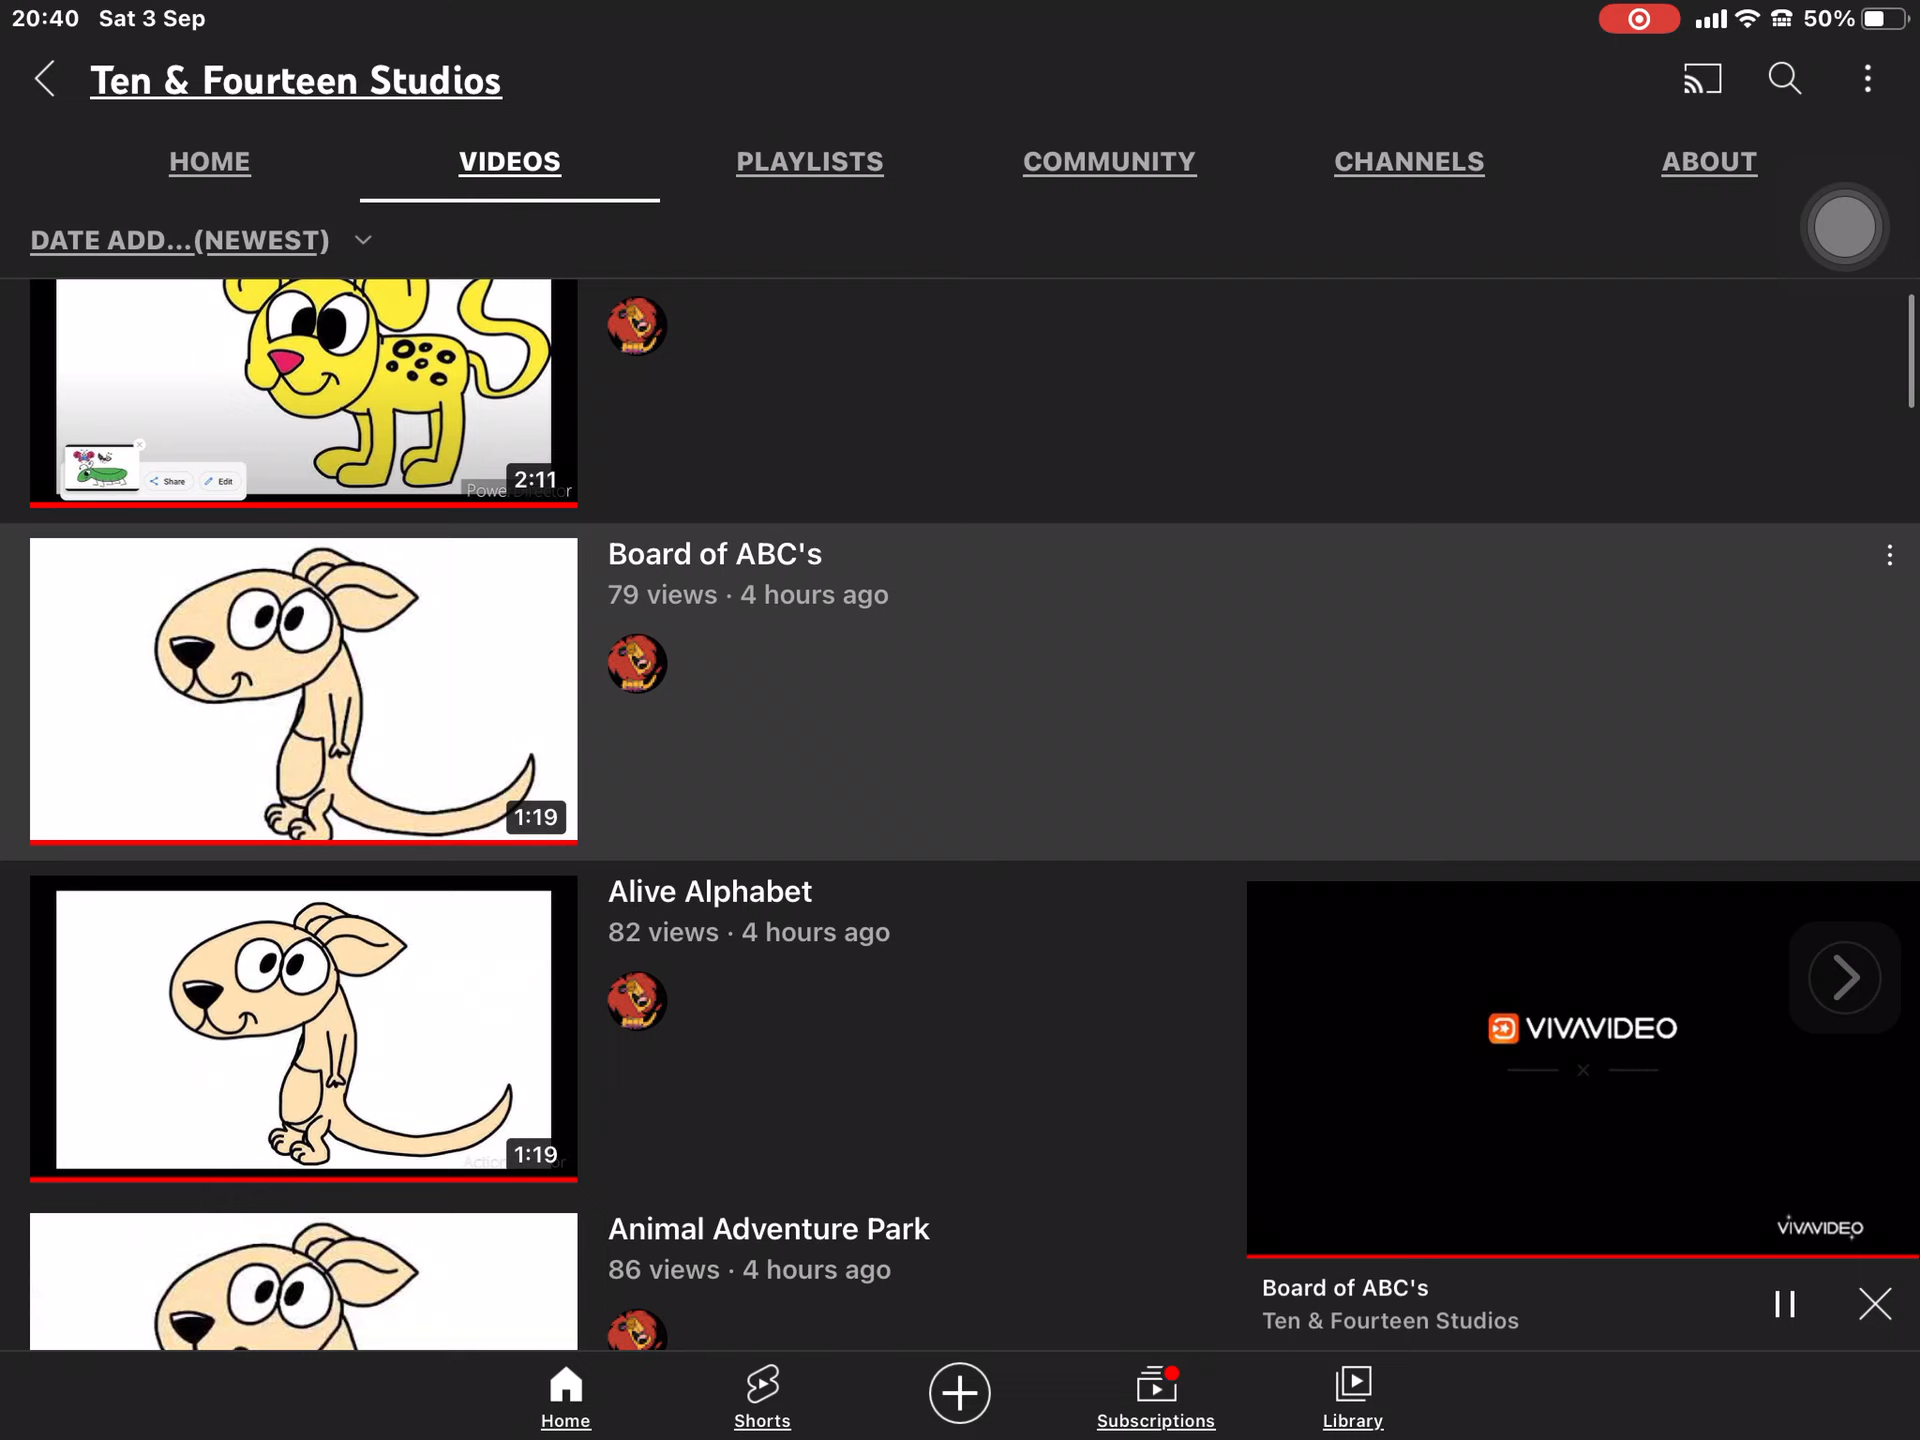 20:40 Sat 3 Sep
50%
Ten & Fourteen Studios
HOME VIDEOS PLAYLISTS COMMUNITY CHANNELS ABOUT
DATE ADD...(NEWEST)
Share Edit
2:11
Board of ABC's
79 views · 4 hours ago
1:19
Alive Alphabet
82 views · 4 hours ago
1:19
VIVAVIDEO
VIVAVIDEO
Animal Adventure Park
86 views · 4 hours ago
Board of ABC's
Ten & Fourteen Studios
Home Shorts Subscriptions Library